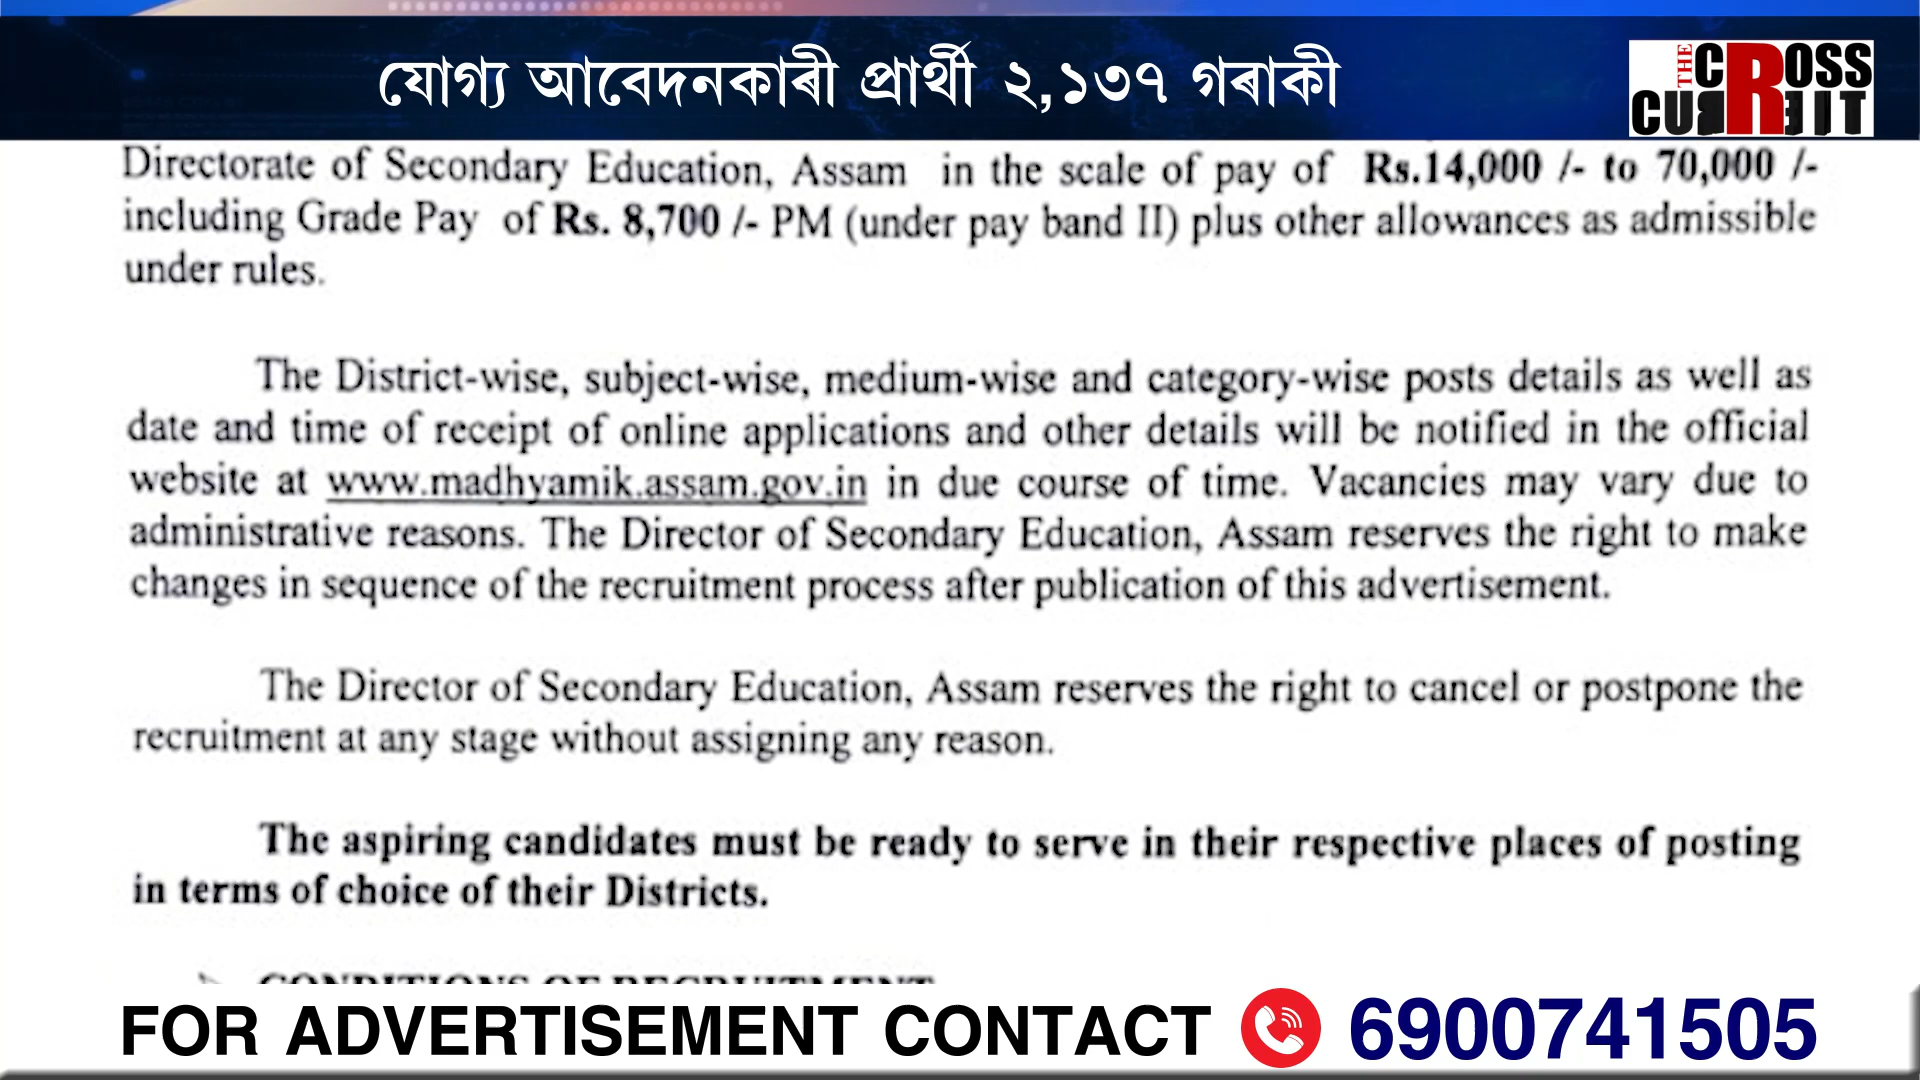 যোগ্য আবেদনকাৰী প্ৰাৰ্থী ২,১৩৭ গৰাকী
THE CROSS
CURREIT
Directorate of Secondary Education, Assam in the scale of pay of Rs.14,000 /- to 70,000 /-
including Grade Pay of Rs. 8,700 /- PM (under pay band II) plus other allowances as admissible
under rules.
The District-wise, subject-wise, medium-wise and category-wise posts details as well as
date and time of receipt of online applications and other details will be notified in the official
website at www.madhyamik.assam.gov.in in due course of time. Vacancies may vary due to
administrative reasons. The Director of Secondary Education, Assam reserves the right to make
changes in sequence of the recruitment process after publication of this advertisement.
The Director of Secondary Education, Assam reserves the right to cancel or postpone the
recruitment at any stage without assigning any reason.
The aspiring candidates must be ready to serve in their respective places of posting
in terms of choice of their Districts.
CONDITIONS OF RECRUITMENT
FOR ADVERTISEMENT CONTACT 6900741505